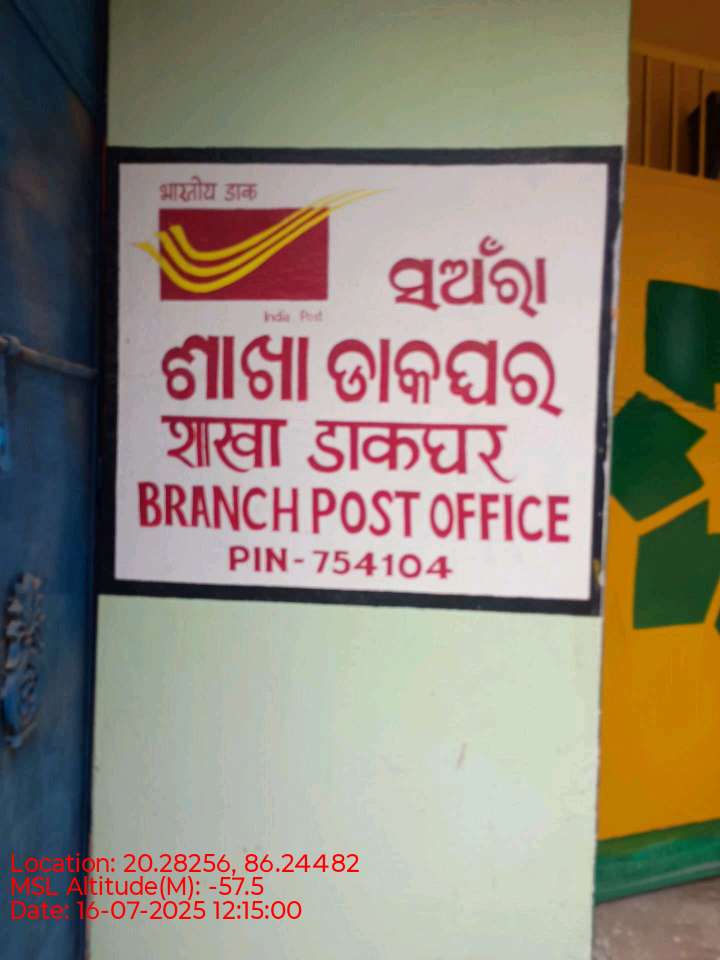 भारतीय डाक
India Post
ସଅଁରା
ଶାଖା ଡାକଘର
शाखा डाकघर
BRANCH POST OFFICE
PIN-754104
Location: 20.28256, 86.24482
MSL Altitude(M): -57.5
Date: 16-07-2025 12:15:00